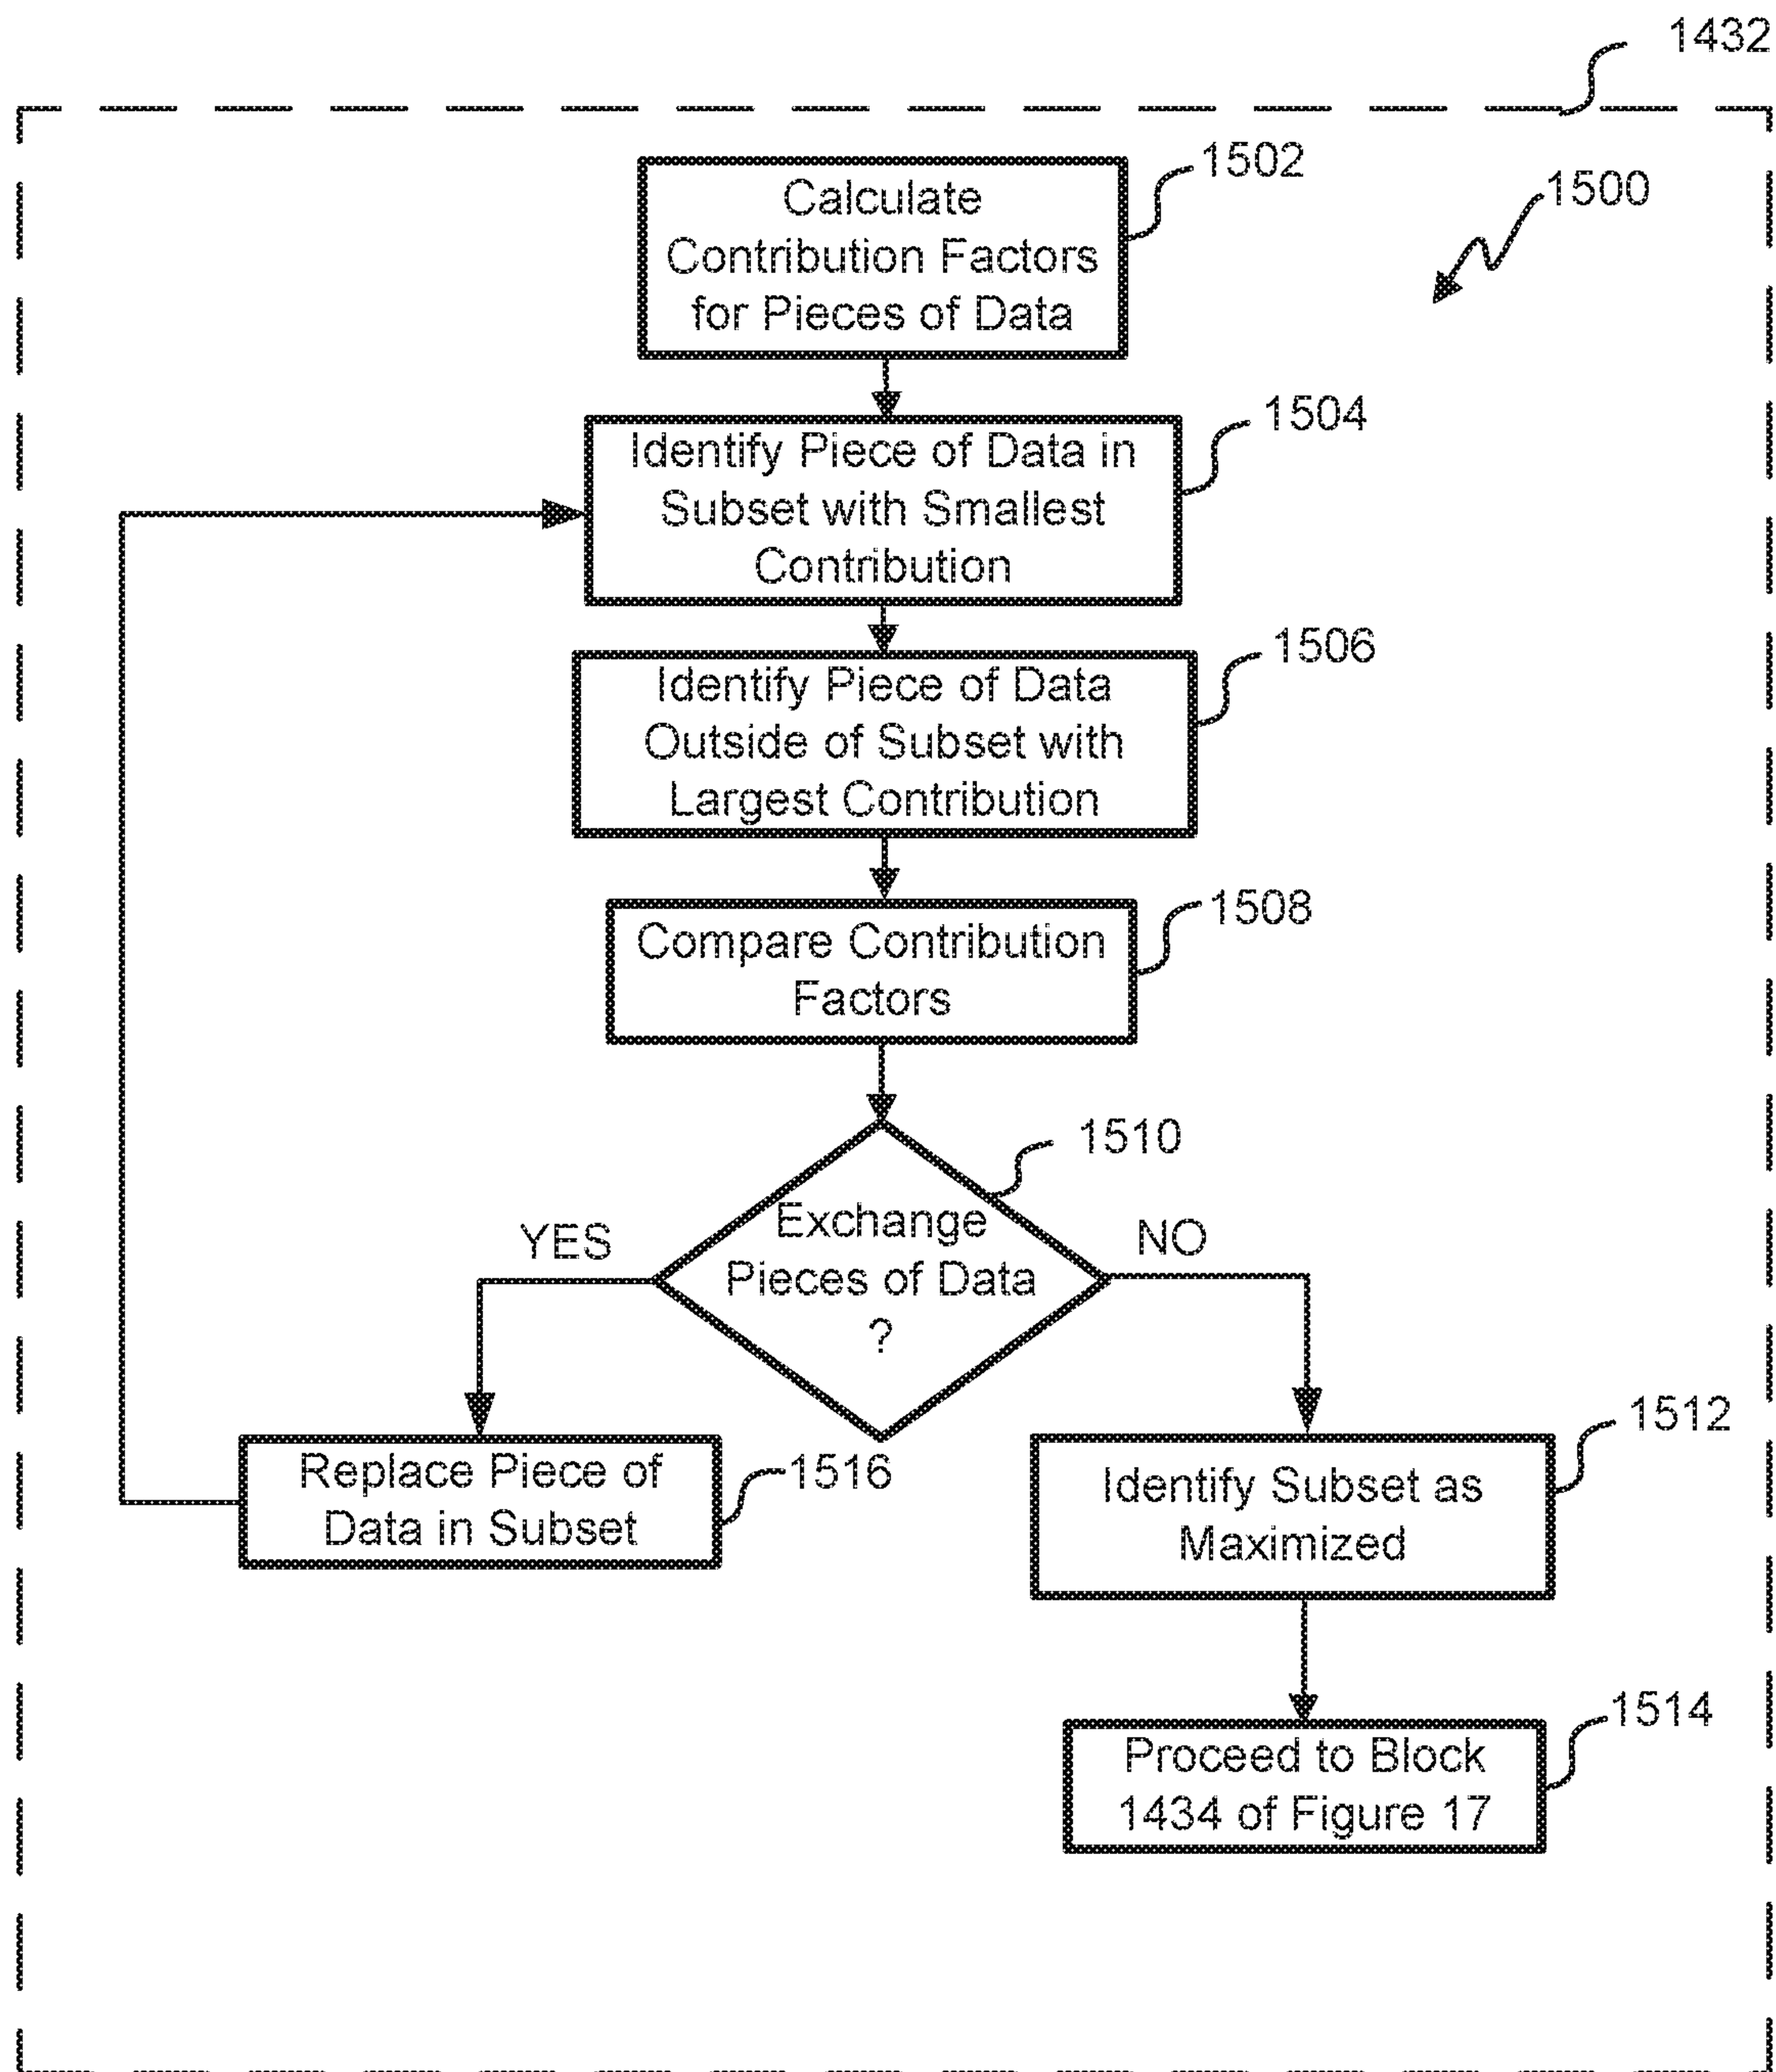 1432
1502
1500
Calculate
Contribution Factors
for Pieces of Data
1504
Identify Piece of Data in
Subset with Smallest
Contribution
1506
Identify Piece of Data
Outside of Subset with
Largest Contribution
1508
Compare Contribution
Factors
1510
Exchange
Pieces of Data
?
YES
NO
1516
Replace Piece of
Data in Subset
1512
Identify Subset as
Maximized
1514
Proceed to Block
1434 of Figure 17